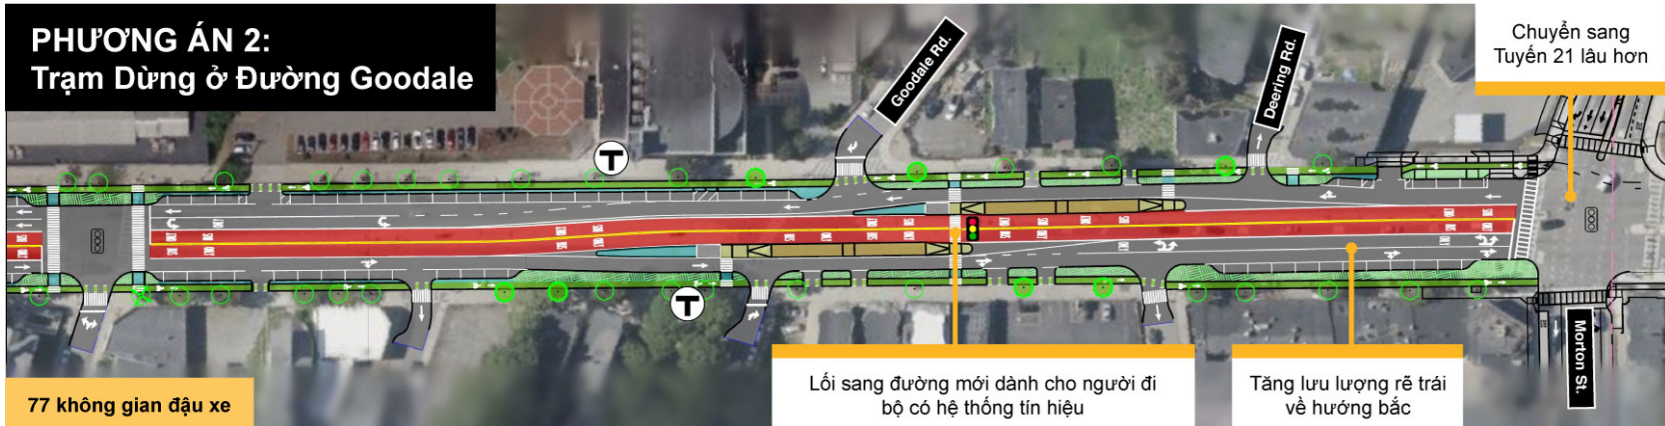 PHƯƠNG ÁN 2:
Trạm Dừng ở Đường Goodale
Goodale Rd.
Deering Rd.
Chuyển sang
Tuyến 21 lâu hơn
T
T
Morton St.
77 không gian đậu xe
Lối sang đường mới dành cho người đi
bộ có hệ thống tín hiệu
Tăng lưu lượng rẽ trái
về hướng bắc